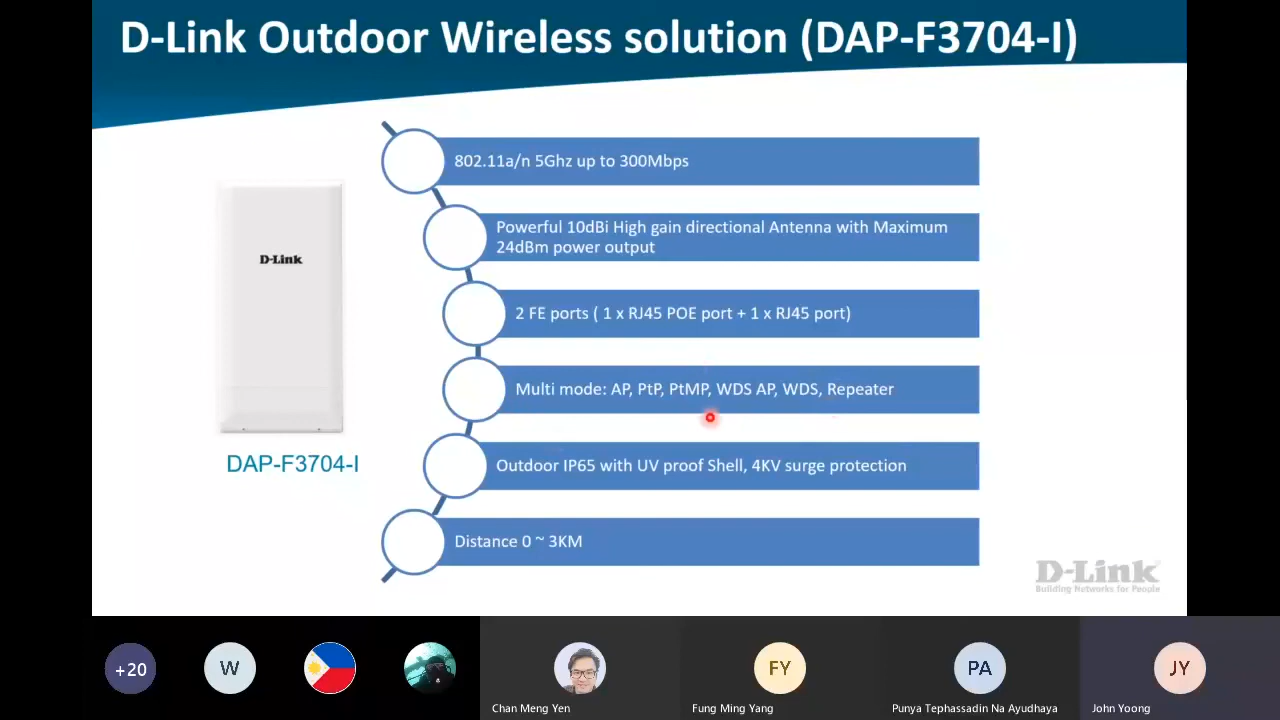 D-Link Outdoor Wireless solution (DAP-F3704-I)
802.11a/n 5Ghz up to 300Mbps
Powerful 10dBi High gain directional Antenna with Maximum
24dBm power output
D-Link
2 FE ports ( 1 x RJ45 POE port + 1 x RJ45 port)
Multi mode: AP, PtP, PtMP, WDS AP, WDS, Repeater
DAP-F3704-I
Outdoor IP65 with UV proof Shell, 4KV surge protection
Distance 0 ~ 3KM
D-Link
Building Networks for People
+20
W
FY
PA
JY
Chan Meng Yen
Fung Ming Yang
Punya Tephassadin Na Ayudhaya
John Yoong